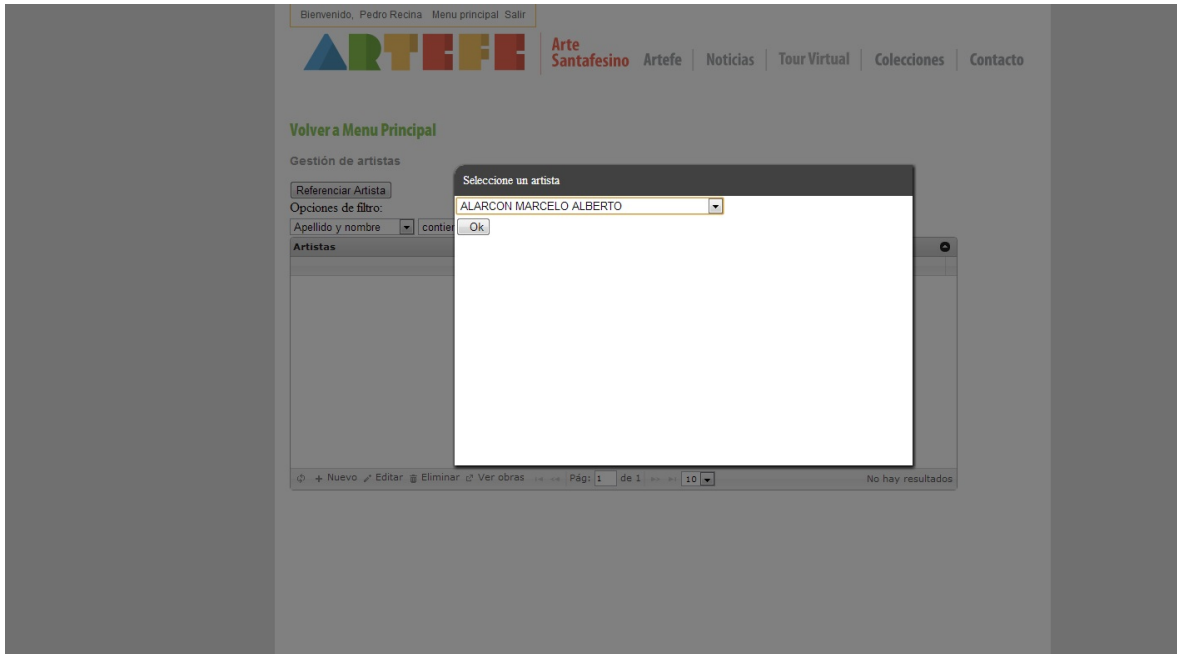 Bienvenido, Pedro Recina Menu principal Salir
ARTEFE
Arte
Santafesino
Artefe Noticias Tour Virtual Colecciones Contacto
Volver a Menu Principal
Gestión de artistas
Seleccione un artista
Referenciar Artista
ALARCON MARCELO ALBERTO
Opciones de filtro:
Apellido y nombre
Ok
Artistas
+ Nuevo Editar Eliminar Ver obras Pág: 1 de 1 10 No hay resultados